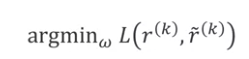 argmin_ω L(r^(k), r̃^(k))